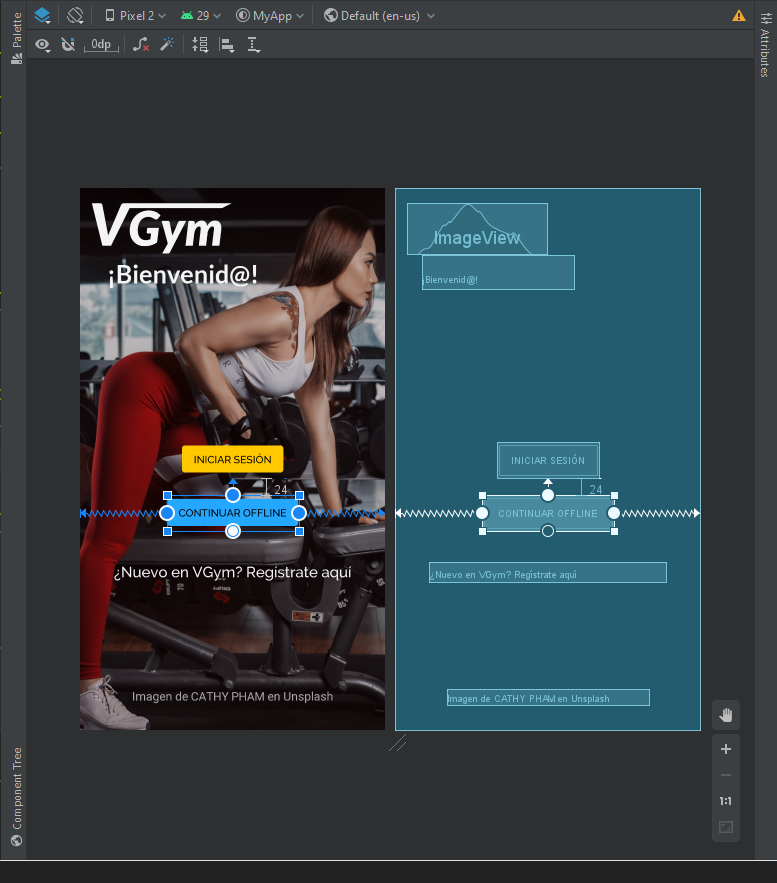 Palette
Pixel 2
29
MyApp
Default (en-us)
Attributes
0dp
VGym
¡Bienvenid@!
INICIAR SESIÓN
24
CONTINUAR OFFLINE
¿Nuevo en VGym? Regístrate aquí
Imagen de CATHY PHAM en Unsplash
ImageView
¡Bienvenid@!
INICIAR SESIÓN
24
CONTINUAR OFFLINE
¿Nuevo en VGym? Regístrate aquí
Imagen de CATHY PHAM en Unsplash
Component Tree
1:1